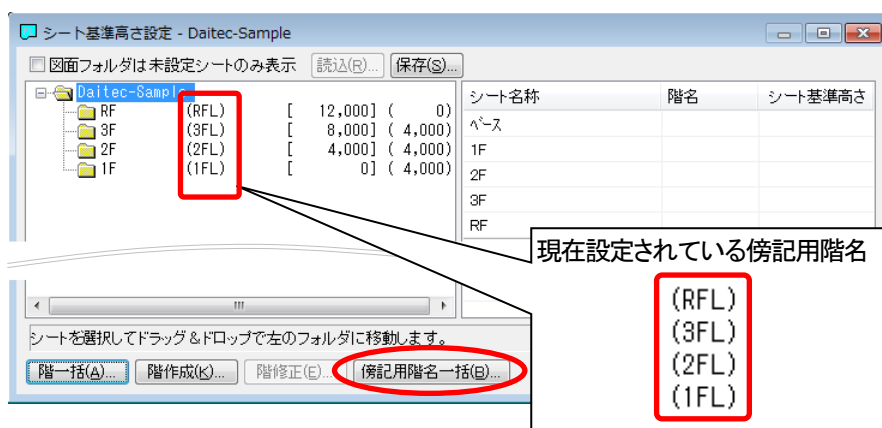 シート基準高さ設定 - Daitec-Sample
図面フォルダは未設定シートのみ表示 読込(R)... 保存(S)...
Daitec-Sample
RF (RFL) [ 12,000] ( 0)
3F (3FL) [ 8,000] ( 4,000)
2F (2FL) [ 4,000] ( 4,000)
1F (1FL) [ 0] ( 4,000)
シート名称 階名 シート基準高さ
ﾍﾞｰｽ
1F
2F
3F
RF
現在設定されている傍記用階名
(RFL)
(3FL)
(2FL)
(1FL)
シートを選択してドラッグ&ドロップで左のフォルダに移動します。
階一括(A)... 階作成(K)... 階修正(E)... 傍記用階名一括(B)...